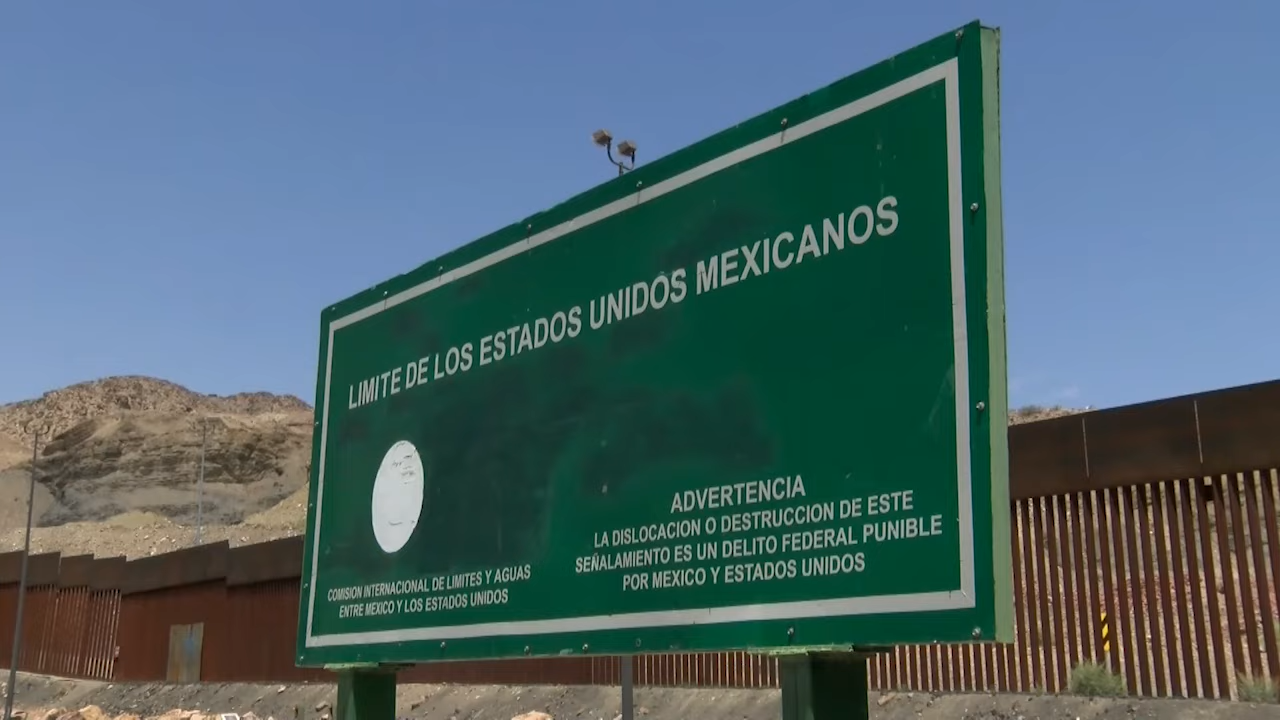 LIMITE DE LOS ESTADOS UNIDOS MEXICANOS
COMISION INTERNACIONAL DE LIMITES Y AGUAS
ENTRE MEXICO Y LOS ESTADOS UNIDOS
ADVERTENCIA
LA DISLOCACION O DESTRUCCION DE ESTE
SEÑALAMIENTO ES UN DELITO FEDERAL PUNIBLE
POR MEXICO Y ESTADOS UNIDOS